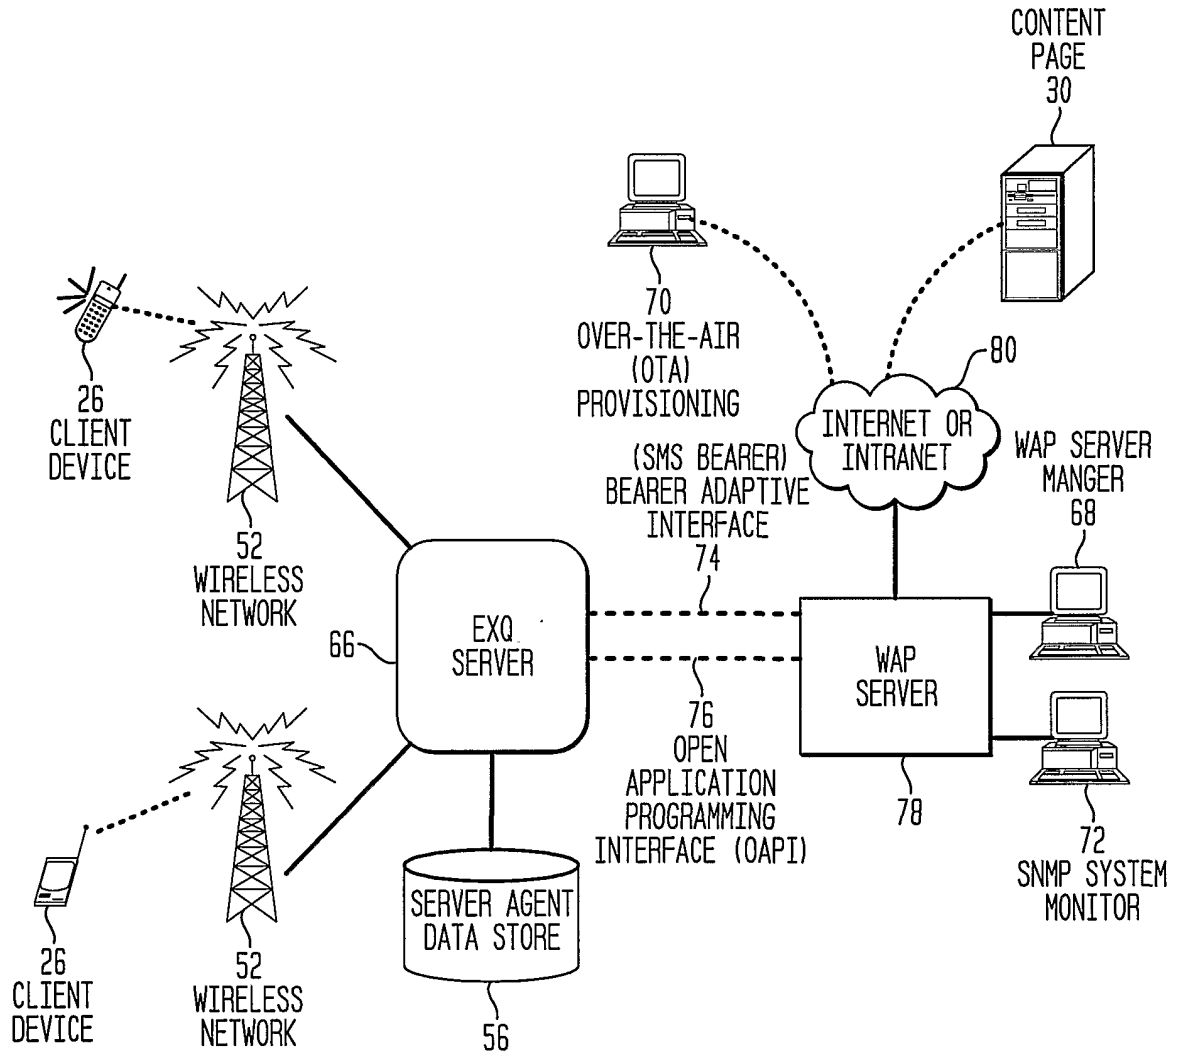 CONTENT
PAGE
30
70
OVER-THE-AIR
(OTA)
PROVISIONING
80
INTERNET OR
INTRANET
26
CLIENT
DEVICE
(SMS BEARER)
BEARER ADAPTIVE
INTERFACE
74
WAP SERVER
MANGER
68
52
WIRELESS
NETWORK
66
EXQ
SERVER
WAP
SERVER
76
OPEN
APPLICATION
PROGRAMMING
INTERFACE (OAPI)
78
72
SNMP SYSTEM
MONITOR
SERVER AGENT
DATA STORE
56
26
CLIENT
DEVICE
52
WIRELESS
NETWORK